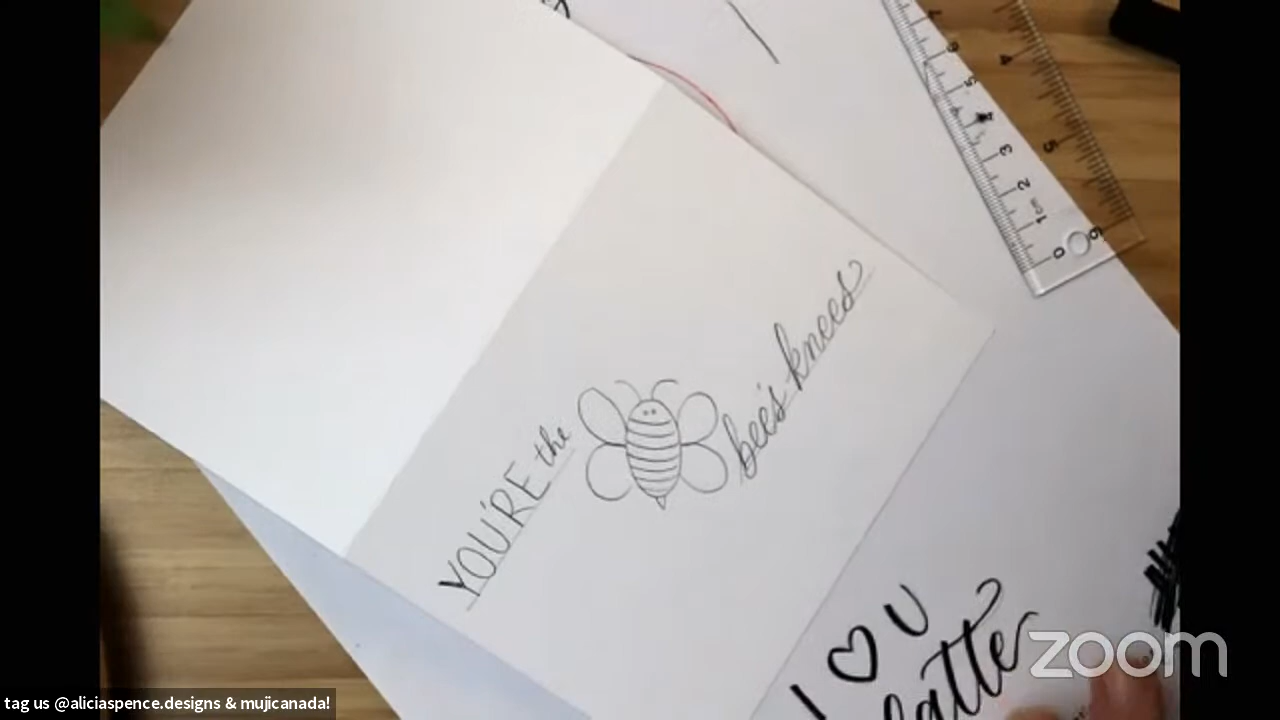 YOU'RE the bee's knees
I ♡ U
latte
zoom
tag us @aliciaspence.designs & mujicanada!